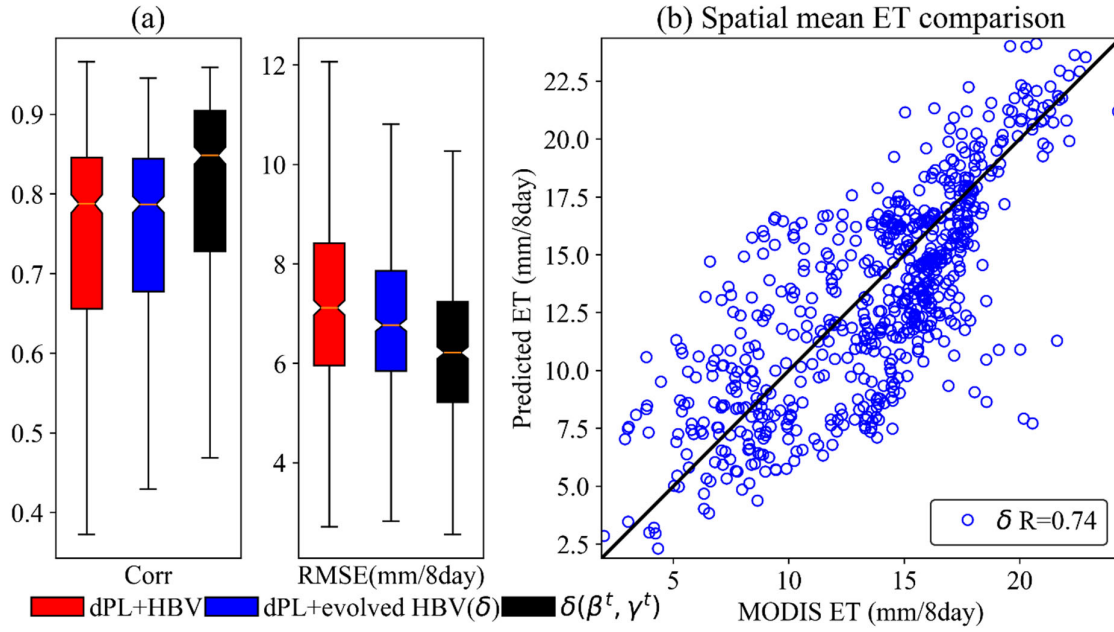 (a)
0.9
0.8
0.7
0.6
0.5
0.4
Corr
12
10
8
6
4
RMSE(mm/8day)
dPL+HBV
dPL+evolved HBV(δ)
δ(βᵗ, γᵗ)
(b) Spatial mean ET comparison
Predicted ET (mm/8day)
22.5
20.0
17.5
15.0
12.5
10.0
7.5
5.0
2.5
δ R=0.74
5
10
15
20
MODIS ET (mm/8day)